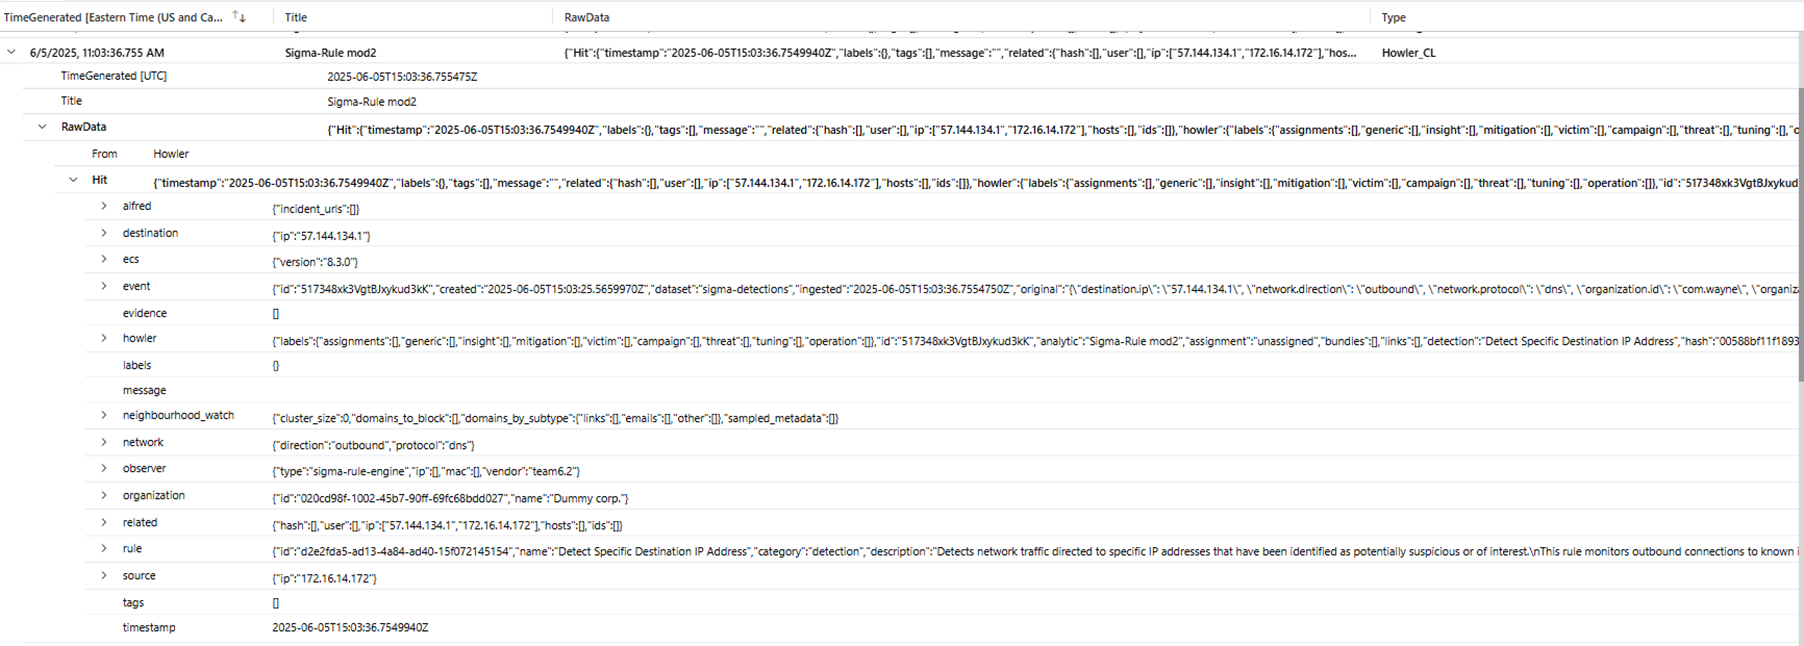 TimeGenerated [Eastern Time (US and Ca... ↑↓ Title RawData Type
6/5/2025, 11:03:36.755 AM Sigma-Rule mod2 {"Hit":{"timestamp":"2025-06-05T15:03:36.7549940Z","labels":{},"tags":[],"message":"","related":{"hash":[],"user":[],"ip":["57.144.134.1","172.16.14.172"],"hos... Howler_CL
TimeGenerated [UTC] 2025-06-05T15:03:36.755475Z
Title Sigma-Rule mod2
RawData {"Hit":{"timestamp":"2025-06-05T15:03:36.7549940Z","labels":{},"tags":[],"message":"","related":{"hash":[],"user":[],"ip":["57.144.134.1","172.16.14.172"],"hosts":[],"ids":[]},"howler":{"labels":{"assignments":[],"generic":[],"insight":[],"mitigation":[],"victim":[],"campaign":[],"threat":[],"tuning":[],"o
From Howler
Hit {"timestamp":"2025-06-05T15:03:36.7549940Z","labels":{},"tags":[],"message":"","related":{"hash":[],"user":[],"ip":["57.144.134.1","172.16.14.172"],"hosts":[],"ids":[]},"howler":{"labels":{"assignments":[],"generic":[],"insight":[],"mitigation":[],"victim":[],"campaign":[],"threat":[],"tuning":[],"operation":[]},"id":"517348xk3VgtBJxykud
alfred {"incident_urls":[]}
destination {"ip":"57.144.134.1"}
ecs {"version":"8.3.0"}
event {"id":"517348xk3VgtBJxykud3kK","created":"2025-06-05T15:03:25.5659970Z","dataset":"sigma-detections","ingested":"2025-06-05T15:03:36.7554750Z","original":"{\"destination.ip\": \"57.144.134.1\", \"network.direction\": \"outbound\", \"network.protocol\": \"dns\", \"organization.id\": \"com.wayne\", \"organiz
evidence []
howler {"labels":{"assignments":[],"generic":[],"insight":[],"mitigation":[],"victim":[],"campaign":[],"threat":[],"tuning":[],"operation":[]},"id":"517348xk3VgtBJxykud3kK","analytic":"Sigma-Rule mod2","assignment":"unassigned","bundles":[],"links":[],"detection":"Detect Specific Destination IP Address","hash":"00588bf11f1893
labels {}
message
neighbourhood_watch {"cluster_size":0,"domains_to_block":[],"domains_by_subtype":{"links":[],"emails":[],"other":[]},"sampled_metadata":[]}
network {"direction":"outbound","protocol":"dns"}
observer {"type":"sigma-rule-engine","ip":[],"mac":[],"vendor":"team6.2"}
organization {"id":"020cd98f-1002-45b7-90ff-69fc68bdd027","name":"Dummy corp."}
related {"hash":[],"user":[],"ip":["57.144.134.1","172.16.14.172"],"hosts":[],"ids":[]}
rule {"id":"d2e2fda5-ad13-4a84-ad40-15f072145154","name":"Detect Specific Destination IP Address","category":"detection","description":"Detects network traffic directed to specific IP addresses that have been identified as potentially suspicious or of interest.\nThis rule monitors outbound connections to known i
source {"ip":"172.16.14.172"}
tags []
timestamp 2025-06-05T15:03:36.7549940Z